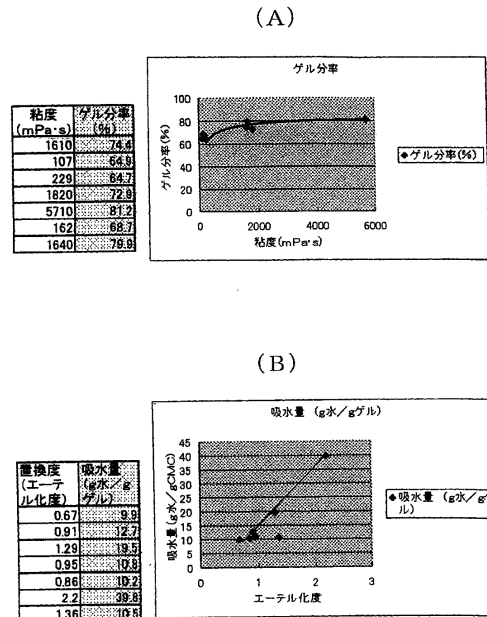 (A)
粘度 ゲル分率
(mPa·s) (%)
1610 74.4
107 64.9
229 64.7
1820 72.9
5710 81.2
162 68.7
1640 79.9
ゲル分率
ゲル分率(%)
100
80
60
40
20
0
0 2000 4000 6000
粘度(mPa·s)
ゲル分率(%)
(B)
置換度 吸水量
(エーテ (g水/g
ル化度) ゲル)
0.67 9.9
0.91 12.7
1.29 19.5
0.95 10.8
0.86 10.2
2.2 39.8
1.36 10.5
吸水量 (g水/gゲル)
吸水量(g水/gCMC)
45
40
35
30
25
20
15
10
5
0
0 1 2 3
エーテル化度
吸水量 (g水/gゲ
ル)